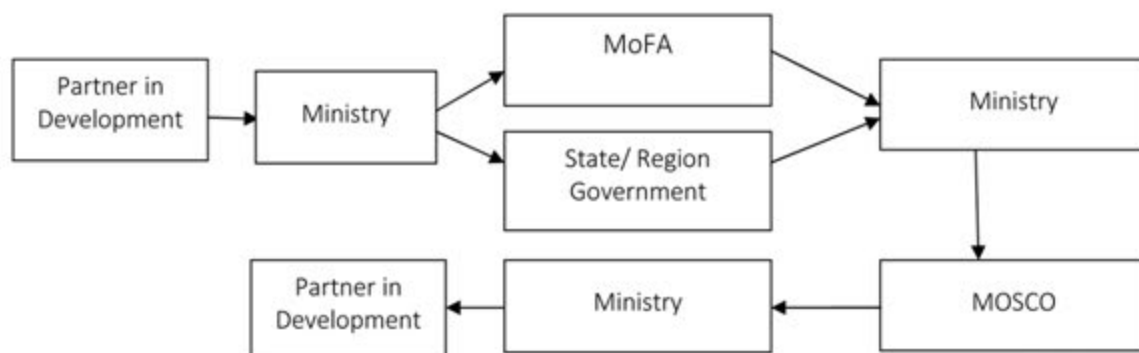 Partner in
Development
Ministry
MoFA
State/ Region
Government
Ministry
MOSCO
Ministry
Partner in
Development